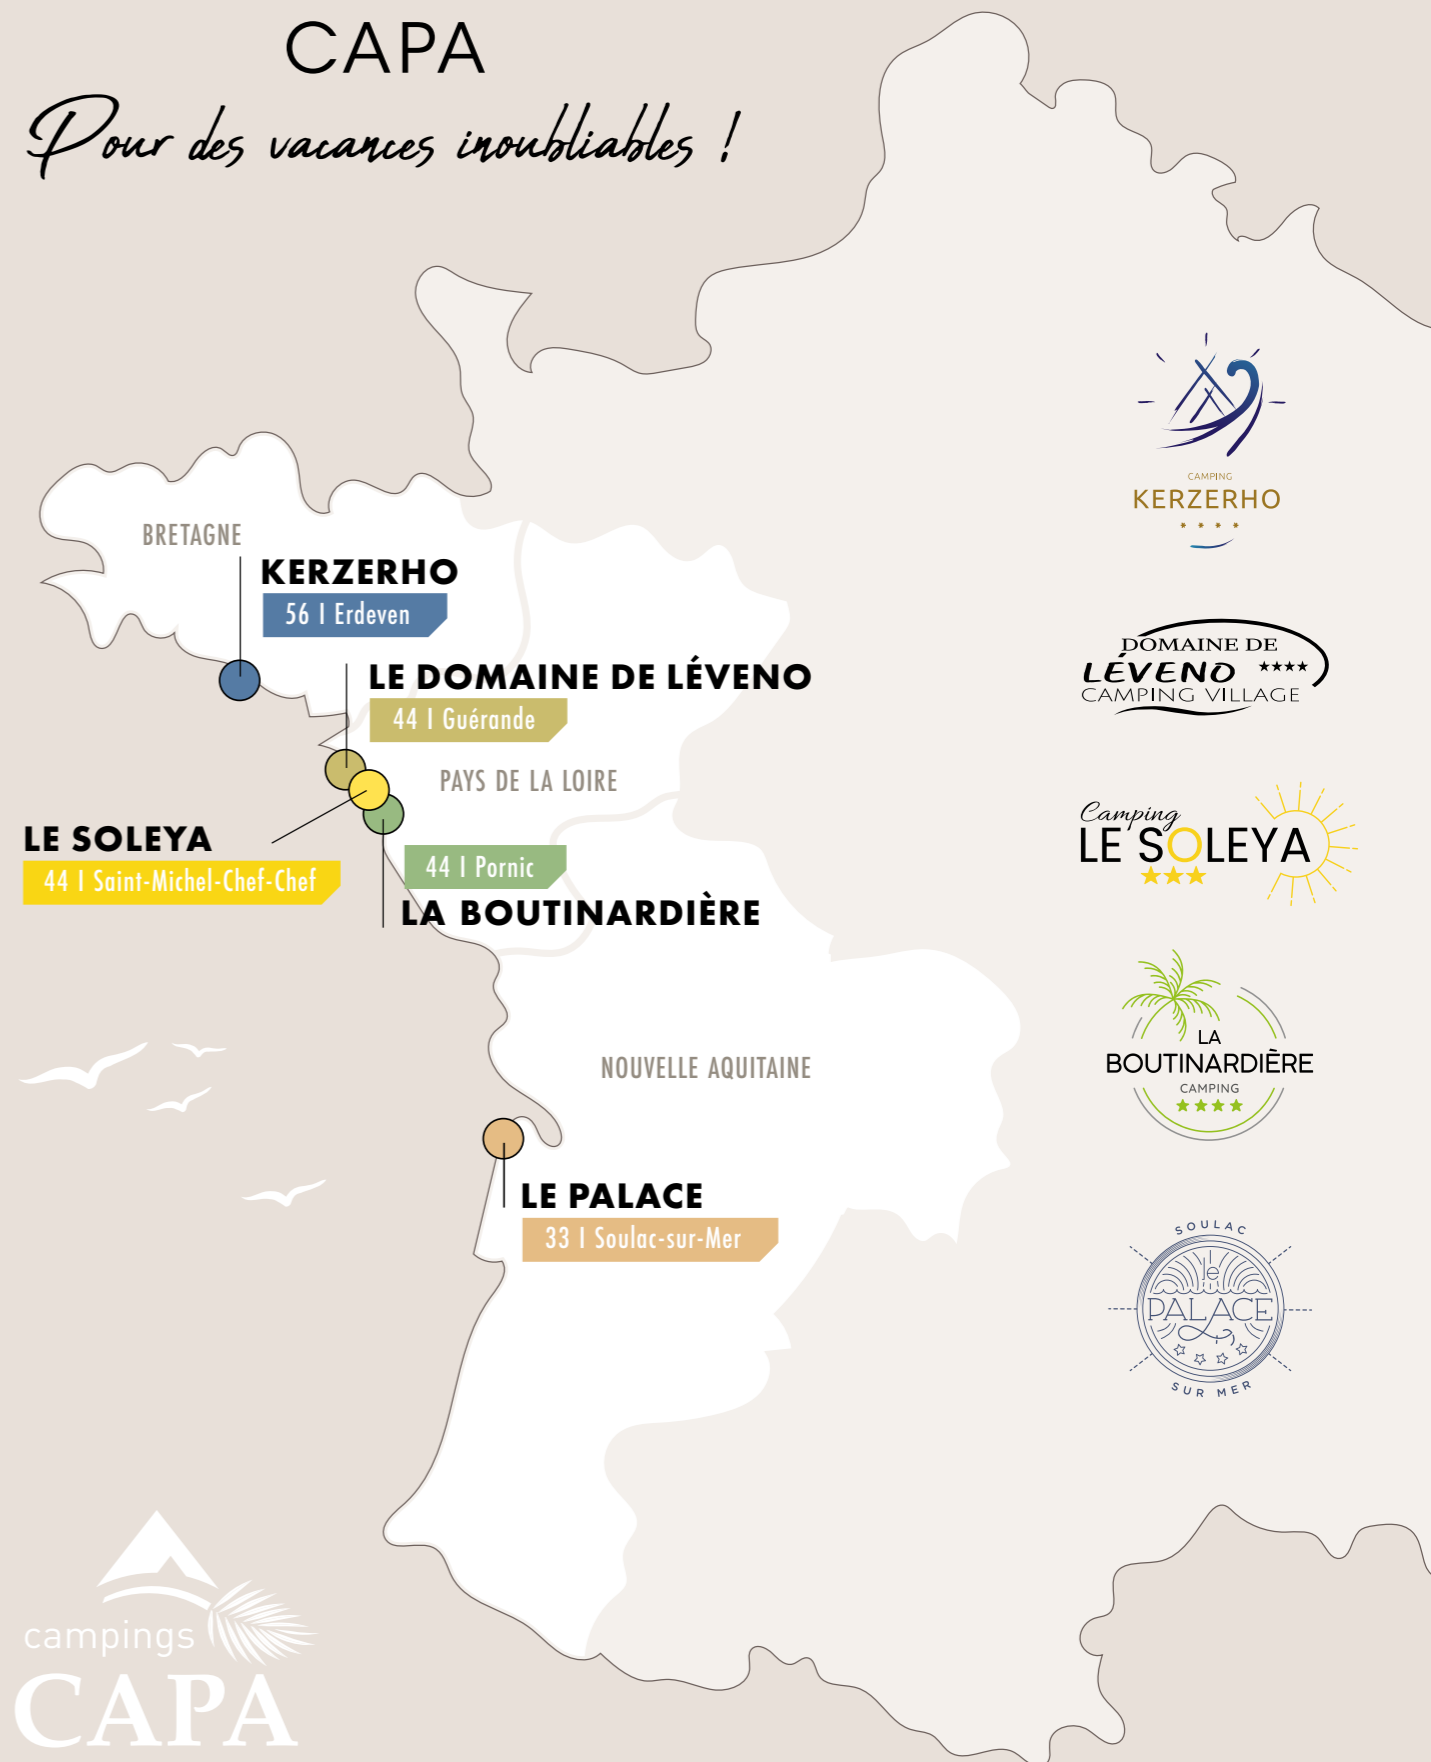 CAPA
Pour des vacances inoubliables !
BRETAGNE
KERZERHO
56 I Erdeven
LE DOMAINE DE LÉVENO
44 I Guérande
PAYS DE LA LOIRE
LE SOLEYA
44 I Saint-Michel-Chef-Chef
44 I Pornic
LA BOUTINARDIÈRE
NOUVELLE AQUITAINE
LE PALACE
33 I Soulac-sur-Mer
CAMPING
KERZERHO
DOMAINE DE
LÉVENO
CAMPING VILLAGE
Camping
LE SOLEYA
LA
BOUTINARDIÈRE
CAMPING
SOULAC
le
PALACE
SUR MER
campings
CAPA